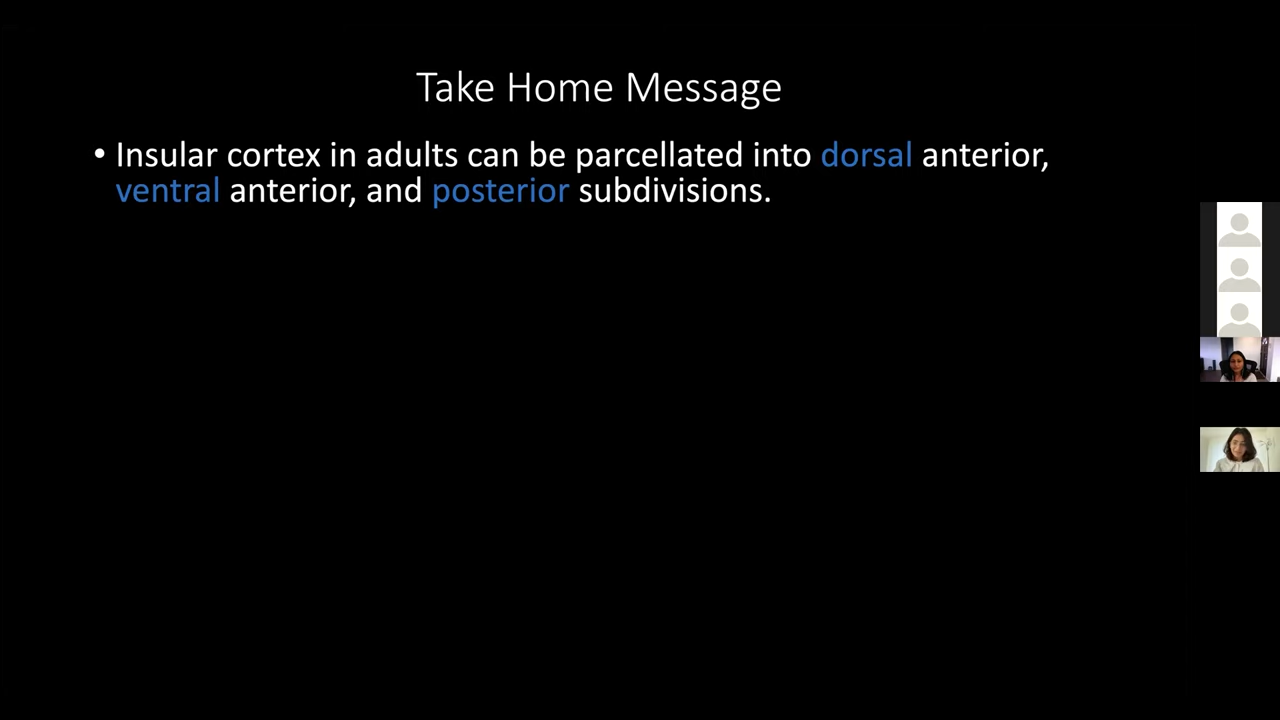 Take Home Message
• Insular cortex in adults can be parcellated into dorsal anterior,
ventral anterior, and posterior subdivisions.